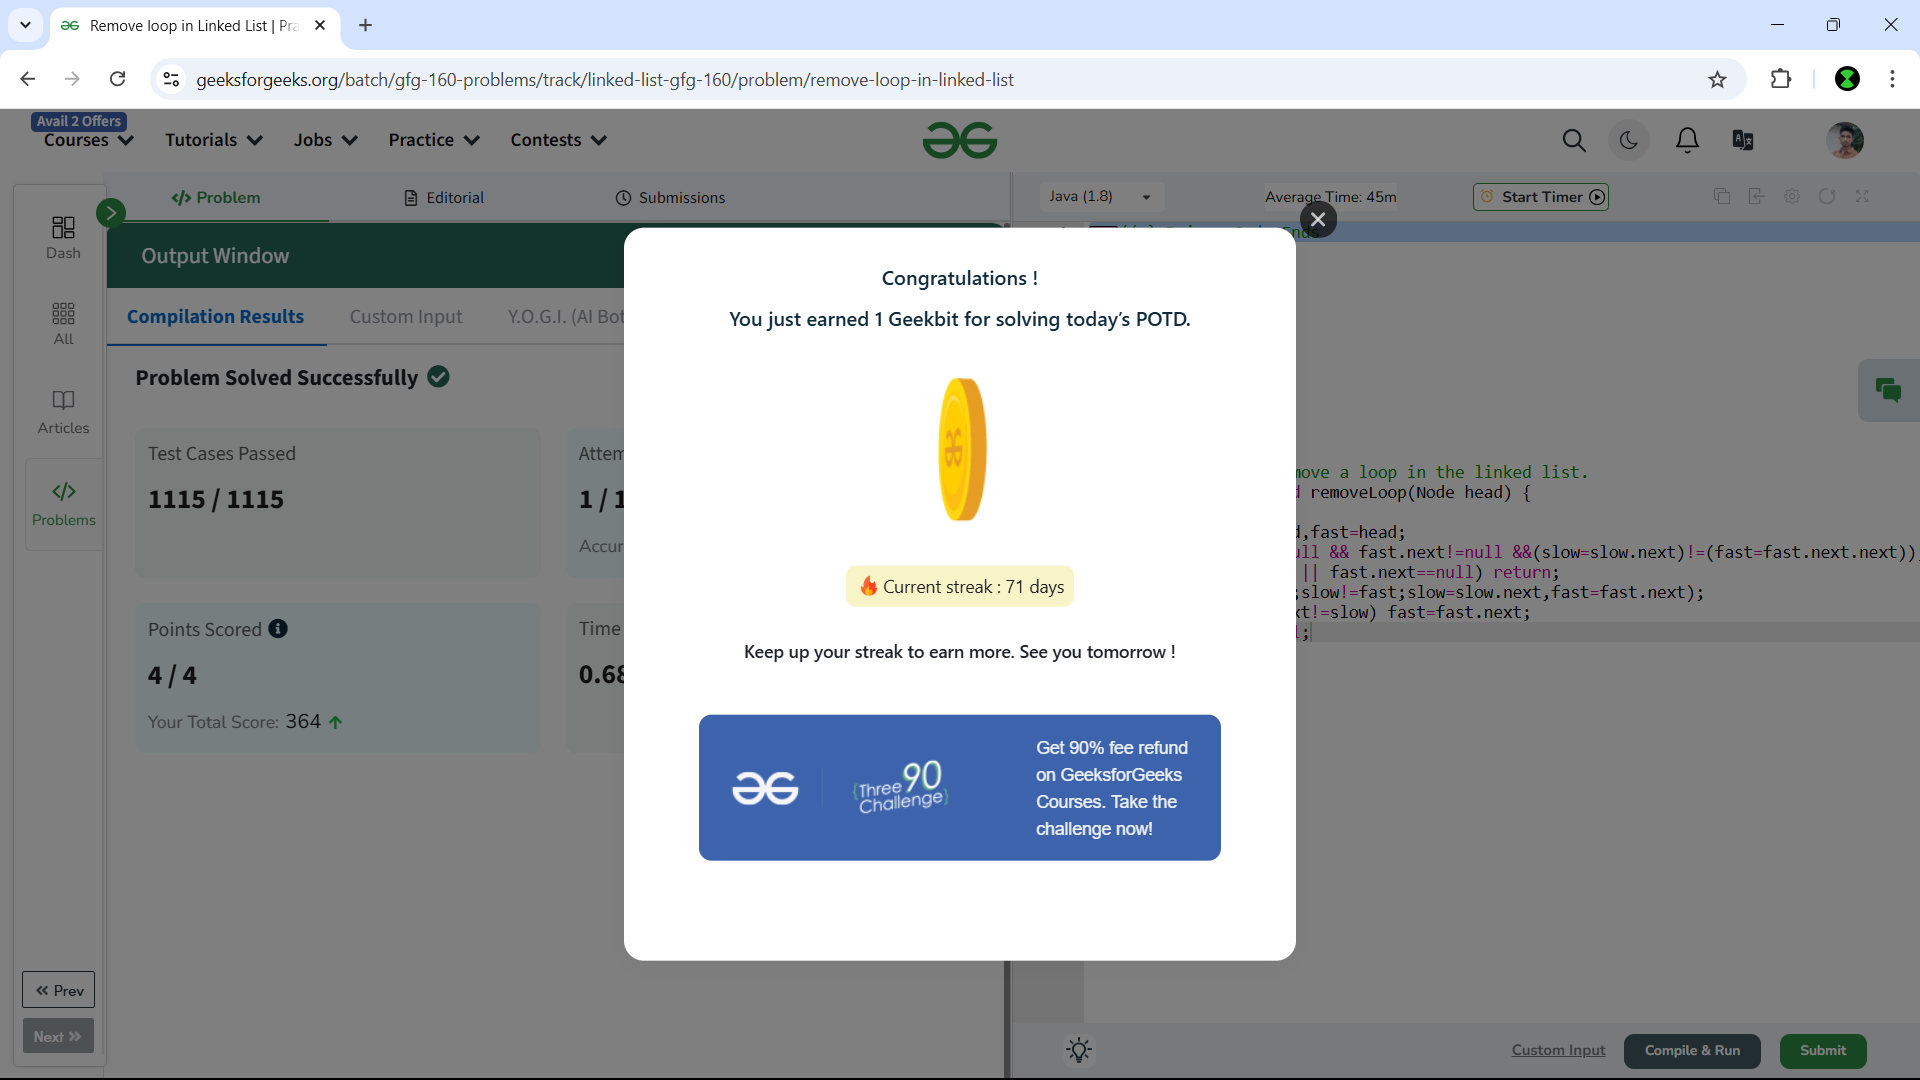 Remove loop in Linked List | Pra
geeksforgeeks.org/batch/gfg-160-problems/track/linked-list-gfg-160/problem/remove-loop-in-linked-list
Avail 2 Offers
Courses
Tutorials
Jobs
Practice
Contests
Dash
All
Articles
</>
Problems
Prev
Next
</> Problem
Editorial
Submissions
Output Window
Compilation Results
Custom Input
Y.O.G.I. (AI Bot
Problem Solved Successfully
Test Cases Passed
1115 / 1115
Attem
1 / 1
Accur
Points Scored
4 / 4
Your Total Score: 364
Time
0.68
Java (1.8)
Average Time: 45m
Start Timer
Ends
Congratulations !
You just earned 1 Geekbit for solving today's POTD.
Current streak : 71 days
Keep up your streak to earn more. See you tomorrow !
{Three 90
Challenge}
Get 90% fee refund
on GeeksforGeeks
Courses. Take the
challenge now!
move a loop in the linked list.
removeLoop(Node head) {
,fast=head;
ll && fast.next!=null &&(slow=slow.next)!=(fast=fast.next.next))
|| fast.next==null) return;
;slow!=fast;slow=slow.next,fast=fast.next);
xt!=slow) fast=fast.next;
l;
Custom Input
Compile & Run
Submit